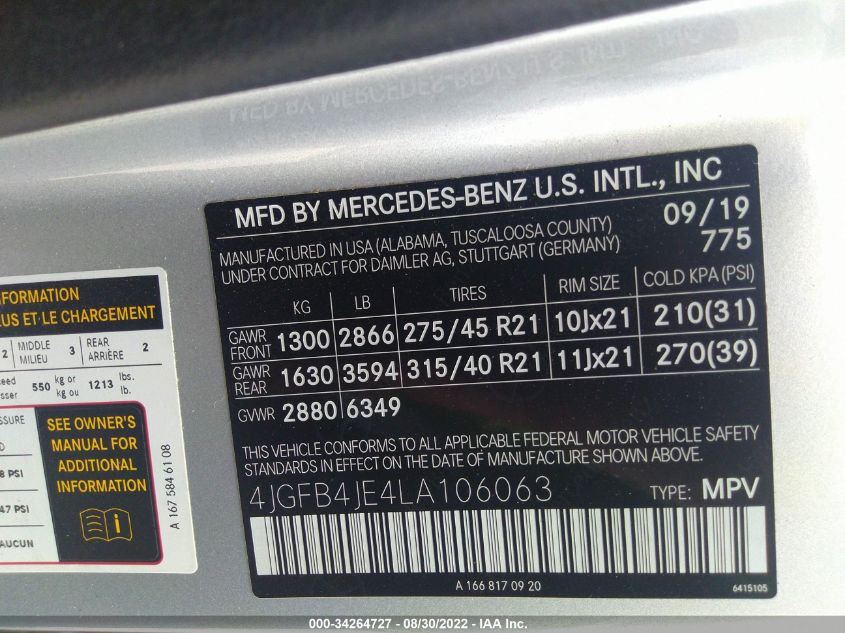 MFD BY MERCEDES-BENZ U.S. INTL., INC
MANUFACTURED IN USA (ALABAMA, TUSCALOOSA COUNTY) 09/19
UNDER CONTRACT FOR DAIMLER AG, STUTTGART (GERMANY) 775
KG LB TIRES RIM SIZE COLD KPA (PSI)
GAWR FRONT 1300 2866 275/45 R21 10Jx21 210(31)
GAWR REAR 1630 3594 315/40 R21 11Jx21 270(39)
GVWR 2880 6349
THIS VEHICLE CONFORMS TO ALL APPLICABLE FEDERAL MOTOR VEHICLE SAFETY
STANDARDS IN EFFECT ON THE DATE OF MANUFACTURE SHOWN ABOVE.
4JGFB4JE4LA106063 TYPE: MPV
A 166 817 09 20 6415105
ET LE CHARGEMENT
2 MIDDLE MILIEU 3 REAR ARRIÈRE 2
550 kg or kg ou 1213 lbs. lb.
SEE OWNER'S
MANUAL FOR
ADDITIONAL
INFORMATION
PSI
47 PSI
AUCUN
A 167 584 61 08
000-34264727 - 08/30/2022 - IAA Inc.